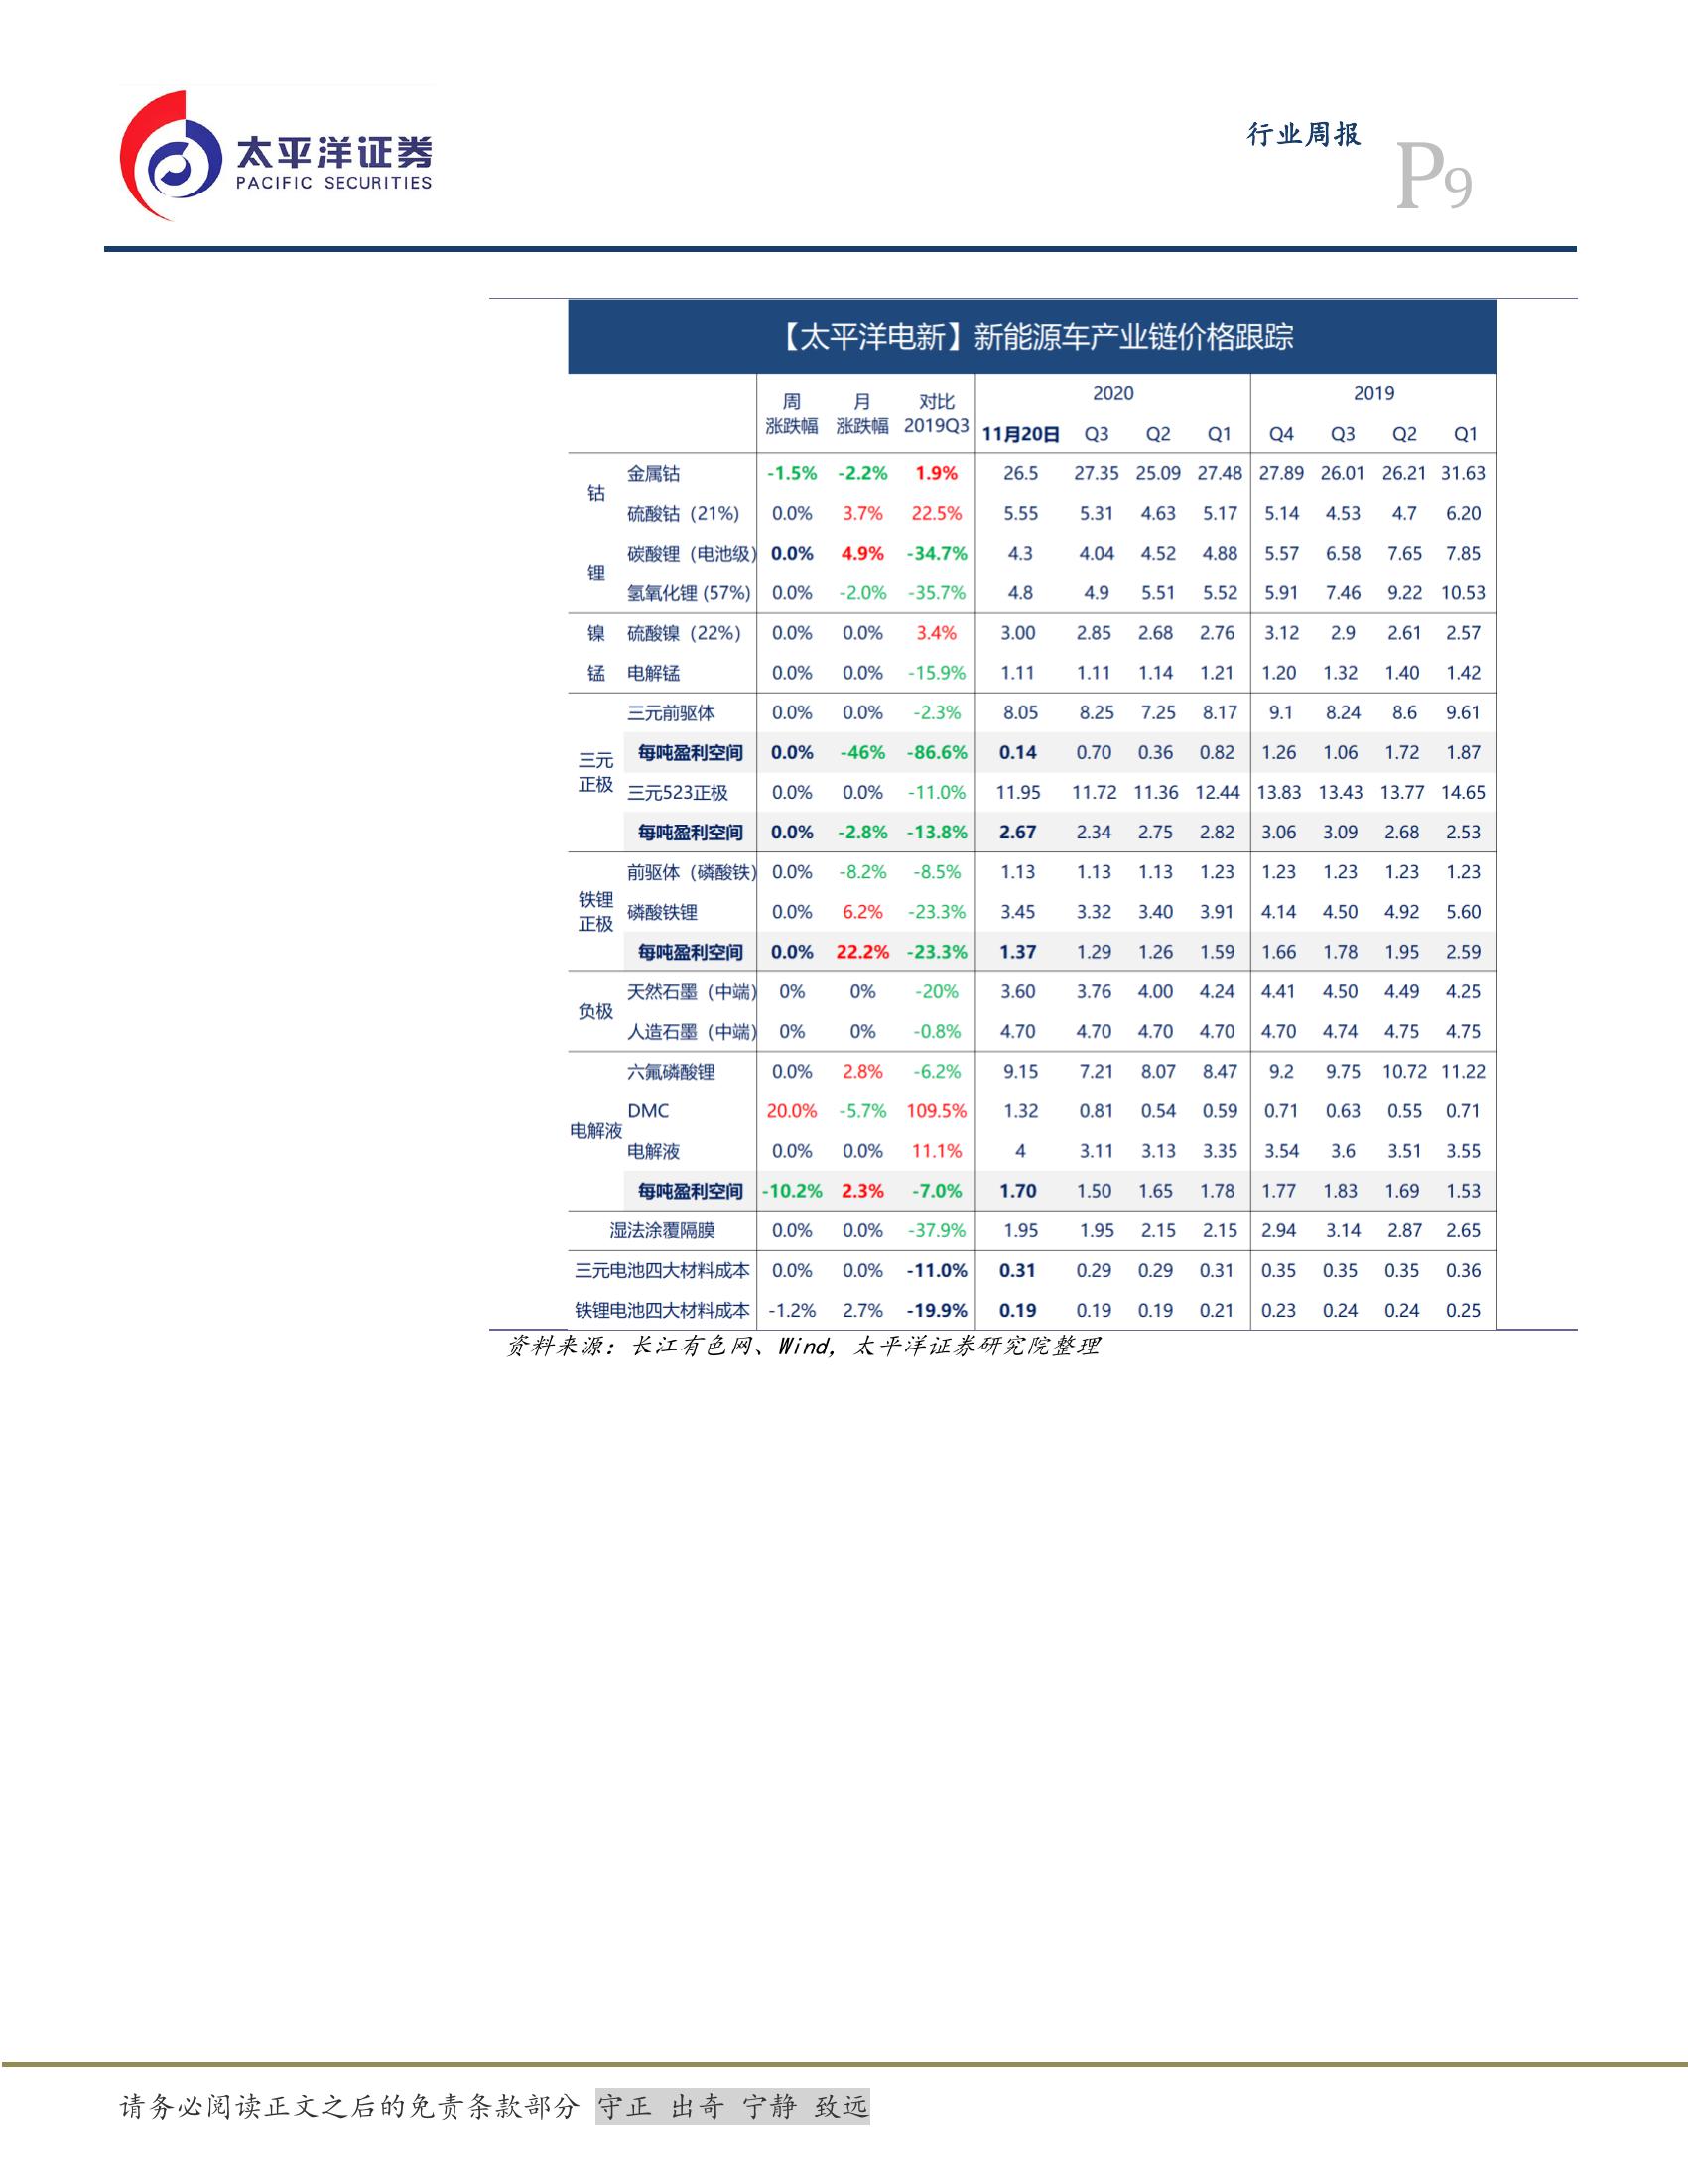 太平洋证券
PACIFIC SECURITIES
行业周报
P9
【太平洋电新】新能源车产业链价格跟踪
周涨跌幅 月涨跌幅 对比2019Q3 2020 2019
11月20日 Q3 Q2 Q1 Q4 Q3 Q2 Q1
钴 金属钴 -1.5% -2.2% 1.9% 26.5 27.35 25.09 27.48 27.89 26.01 26.21 31.63
硫酸钴（21%） 0.0% 3.7% 22.5% 5.55 5.31 4.63 5.17 5.14 4.53 4.7 6.20
锂 碳酸锂（电池级） 0.0% 4.9% -34.7% 4.3 4.04 4.52 4.88 5.57 6.58 7.65 7.85
氢氧化锂 (57%) 0.0% -2.0% -35.7% 4.8 4.9 5.51 5.52 5.91 7.46 9.22 10.53
镍 硫酸镍（22%） 0.0% 0.0% 3.4% 3.00 2.85 2.68 2.76 3.12 2.9 2.61 2.57
锰 电解锰 0.0% 0.0% -15.9% 1.11 1.11 1.14 1.21 1.20 1.32 1.40 1.42
三元正极 三元前驱体 0.0% 0.0% -2.3% 8.05 8.25 7.25 8.17 9.1 8.24 8.6 9.61
每吨盈利空间 0.0% -46% -86.6% 0.14 0.70 0.36 0.82 1.26 1.06 1.72 1.87
三元523正极 0.0% 0.0% -11.0% 11.95 11.72 11.36 12.44 13.83 13.43 13.77 14.65
每吨盈利空间 0.0% -2.8% -13.8% 2.67 2.34 2.75 2.82 3.06 3.09 2.68 2.53
铁锂正极 前驱体（磷酸铁） 0.0% -8.2% -8.5% 1.13 1.13 1.13 1.23 1.23 1.23 1.23 1.23
磷酸铁锂 0.0% 6.2% -23.3% 3.45 3.32 3.40 3.91 4.14 4.50 4.92 5.60
每吨盈利空间 0.0% 22.2% -23.3% 1.37 1.29 1.26 1.59 1.66 1.78 1.95 2.59
负极 天然石墨（中端） 0% 0% -20% 3.60 3.76 4.00 4.24 4.41 4.50 4.49 4.25
人造石墨（中端） 0% 0% -0.8% 4.70 4.70 4.70 4.70 4.70 4.74 4.75 4.75
电解液 六氟磷酸锂 0.0% 2.8% -6.2% 9.15 7.21 8.07 8.47 9.2 9.75 10.72 11.22
DMC 20.0% -5.7% 109.5% 1.32 0.81 0.54 0.59 0.71 0.63 0.55 0.71
电解液 0.0% 0.0% 11.1% 4 3.11 3.13 3.35 3.54 3.6 3.51 3.55
每吨盈利空间 -10.2% 2.3% -7.0% 1.70 1.50 1.65 1.78 1.77 1.83 1.69 1.53
湿法涂覆隔膜 0.0% 0.0% -37.9% 1.95 1.95 2.15 2.15 2.94 3.14 2.87 2.65
三元电池四大材料成本 0.0% 0.0% -11.0% 0.31 0.29 0.29 0.31 0.35 0.35 0.35 0.36
铁锂电池四大材料成本 -1.2% 2.7% -19.9% 0.19 0.19 0.19 0.21 0.23 0.24 0.24 0.25
资料来源：长江有色网、Wind，太平洋证券研究院整理
请务必阅读正文之后的免责条款部分 守正 出奇 宁静 致远